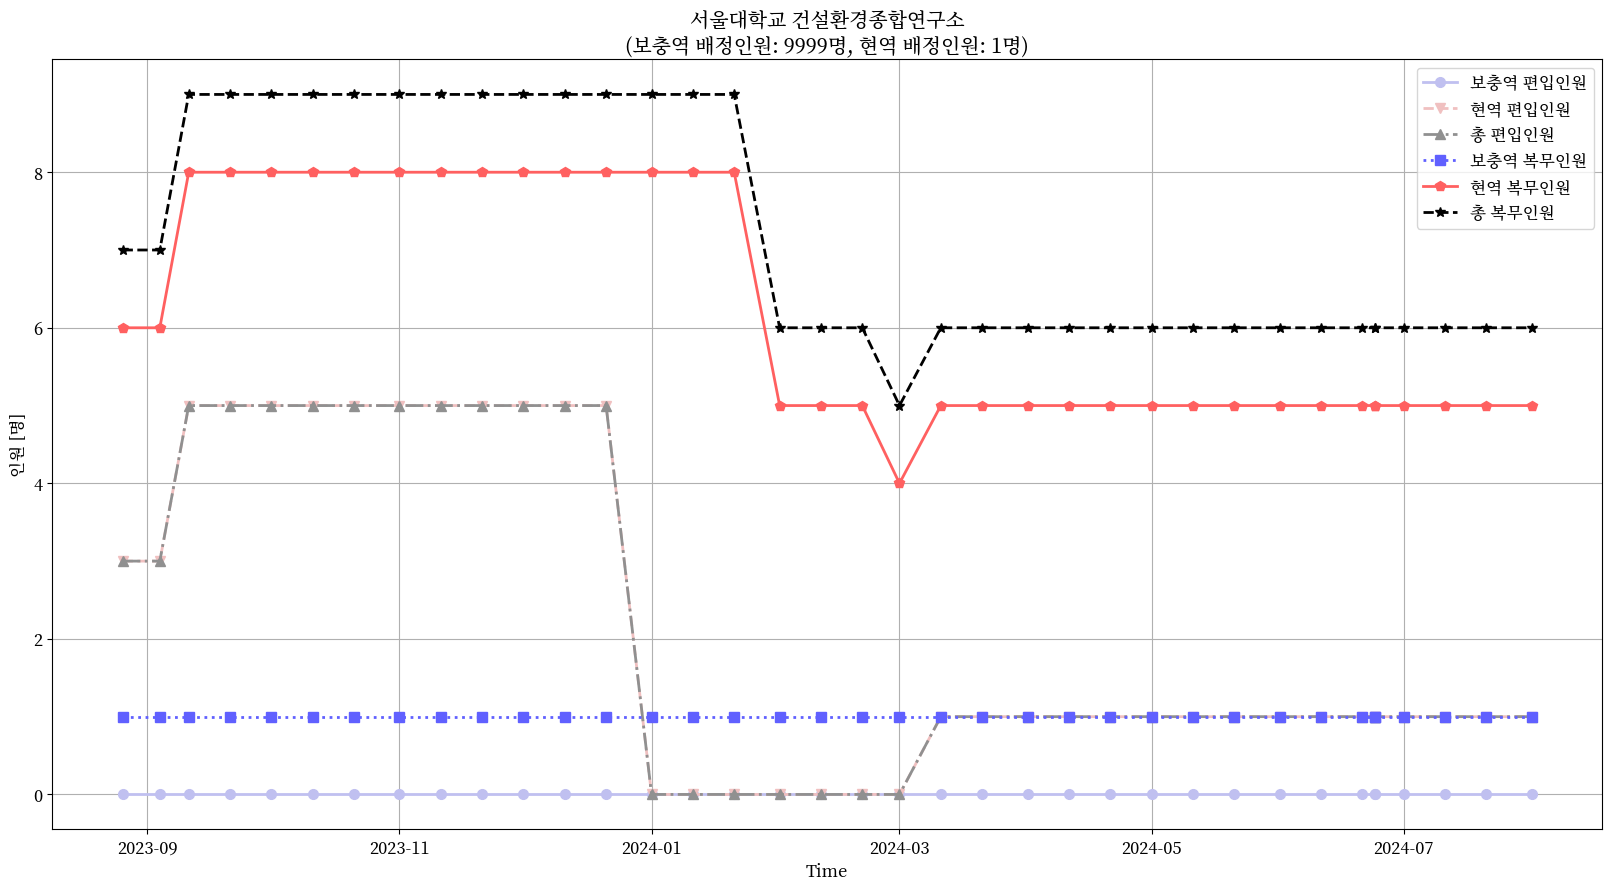 서울대학교 건설환경종합연구소
(보충역 배정인원: 9999명, 현역 배정인원: 1명)
보충역 편입인원
현역 편입인원
총 편입인원
보충역 복무인원
현역 복무인원
총 복무인원
인원 [명]
8
6
4
2
0
2023-09
2023-11
2024-01
2024-03
2024-05
2024-07
Time